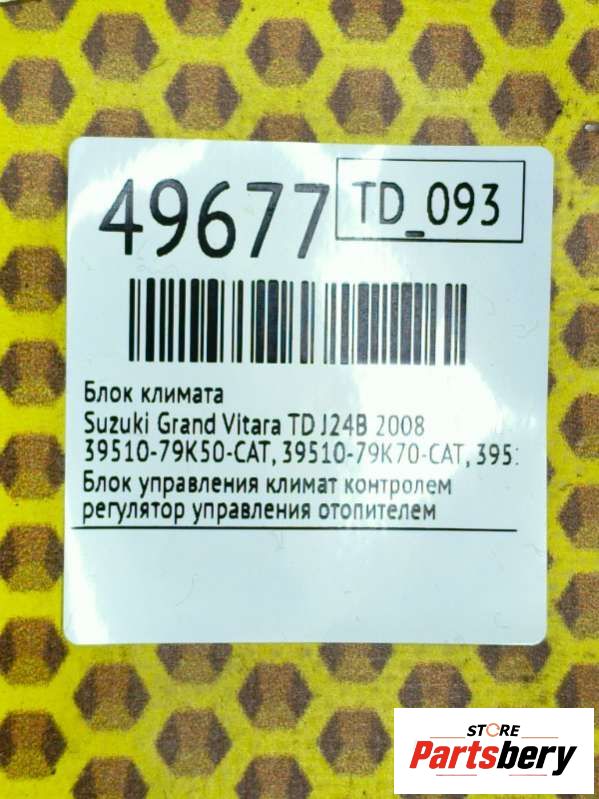 49677
TD_093
Блок климата
Suzuki Grand Vitara TD J24B 2008
39510-79K50-CAT, 39510-79K70-CAT, 395
Блок управления климат контролем
регулятор управления отопителем
STORE
Partsbery